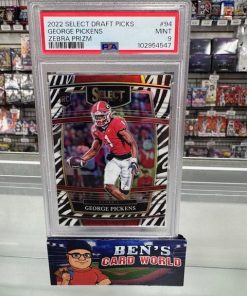 2022 SELECT DRAFT PICKS #94
GEORGE PICKENS MINT
ZEBRA PRIZM 9
PSA 102954547
SELECT
GEORGE PICKENS
BEN'S
CARD WORLD